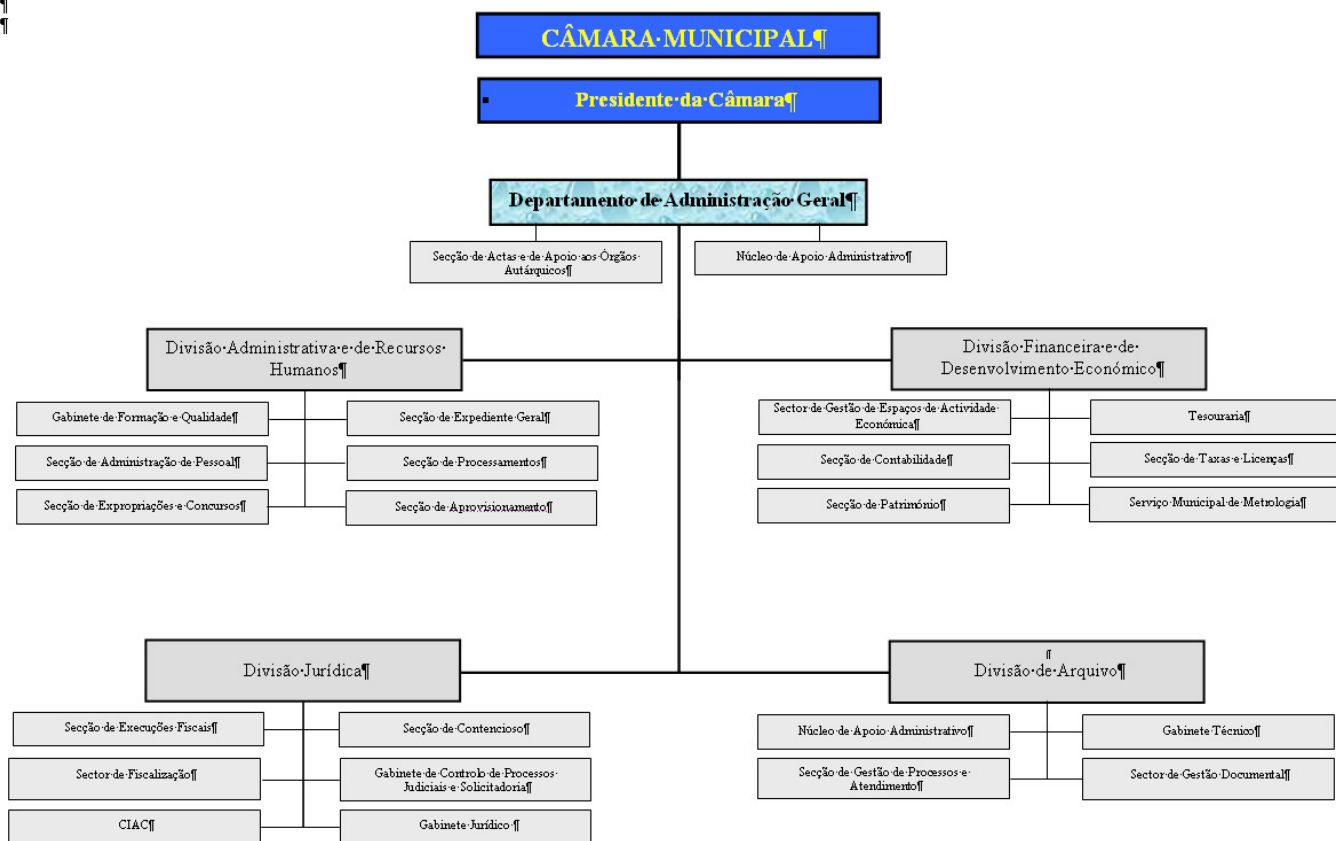 ¶
¶
CÂMARA·MUNICIPAL¶
▪ Presidente·da·Câmara¶
Departamento·de·Administração·Geral¶
Secção·de·Actas·e·de·Apoio·aos·Órgãos·
Autárquicos¶
Núcleo·de·Apoio·Administrativo¶
Divisão·Administrativa·e·de·Recursos·
Humanos¶
Divisão·Financeira·e·de·
Desenvolvimento·Económico¶
Gabinete·de·Formação·e·Qualidade¶
Secção·de·Expediente·Geral¶
Secção·de·Administração·de·Pessoal¶
Secção·de·Processamentos¶
Secção·de·Expropriações·e·Concursos¶
Secção·de·Aprovisionamento¶
Sector·de·Gestão·de·Espaços·de·Actividade·
Económica¶
Tesouraria¶
Secção·de·Contabilidade¶
Secção·de·Taxas·e·Licenças¶
Secção·de·Património¶
Serviço·Municipal·de·Metrologia¶
Divisão·Jurídica¶
¶
Divisão·de·Arquivo¶
Secção·de·Execuções·Fiscais¶
Secção·de·Contencioso¶
Sector·de·Fiscalização¶
Gabinete·de·Controlo·de·Processos·
Judiciais·e·Solicitadoria¶
CIAC¶
Gabinete·Jurídico·¶
Núcleo·de·Apoio·Administrativo¶
Gabinete·Técnico¶
Secção·de·Gestão·de·Processos·e·
Atendimento¶
Sector·de·Gestão·Documental¶